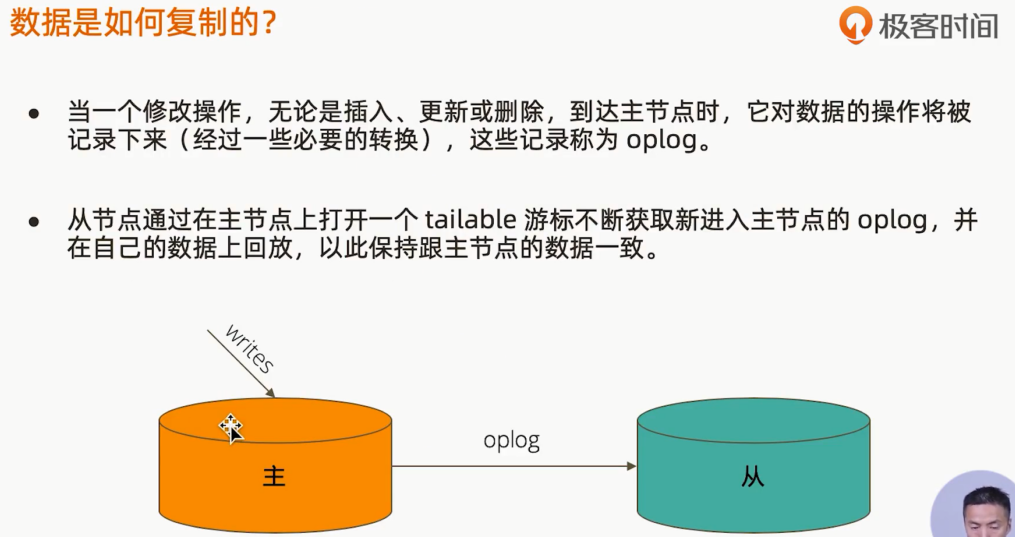 数据是如何复制的？
极客时间
● 当一个修改操作，无论是插入、更新或删除，到达主节点时，它对数据的操作将被
记录下来（经过一些必要的转换），这些记录称为 oplog。
● 从节点通过在主节点上打开一个 tailable 游标不断获取新进入主节点的 oplog，并
在自己的数据上回放，以此保持跟主节点的数据一致。
writes
oplog
主
从